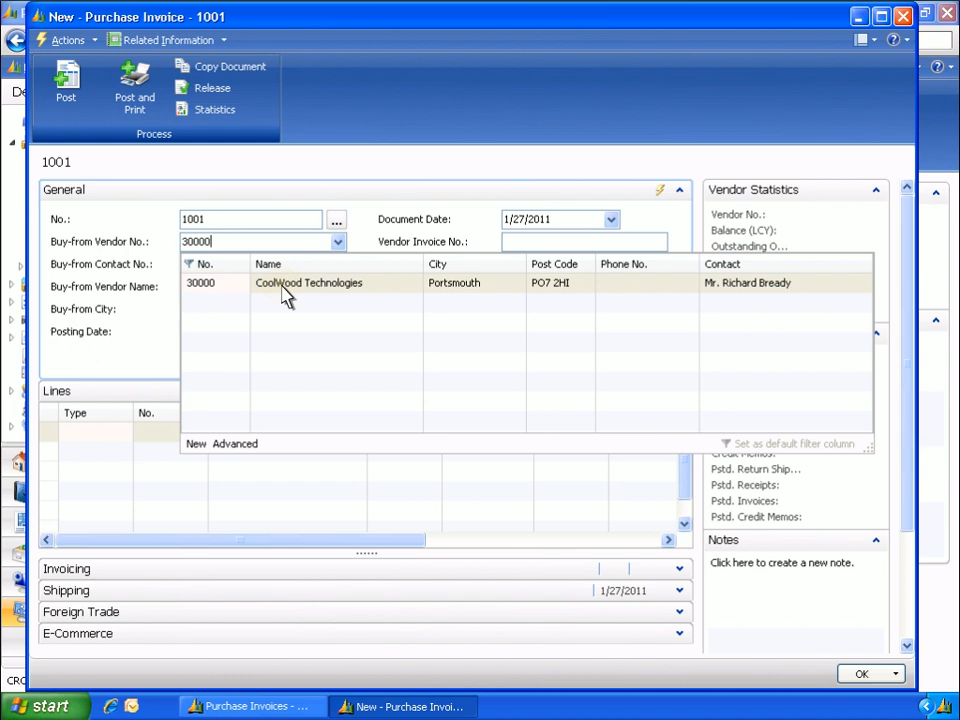 New - Purchase Invoice - 1001
Actions
Related Information
Post
Post and Print
Copy Document
Release
Statistics
Process
1001
General
No.: 1001
Document Date: 1/27/2011
Buy-from Vendor No.: 30000
Vendor Invoice No.:
Buy-from Contact No.:
Buy-from Vendor Name:
Buy-from City:
Posting Date:
No. Name City Post Code Phone No. Contact
30000 CoolWood Technologies Portsmouth PO7 2HI Mr. Richard Bready
New Advanced
Set as default filter column
Lines
Type No.
Invoicing
Shipping 1/27/2011
Foreign Trade
E-Commerce
Vendor Statistics
Vendor No.:
Balance (LCY):
Outstanding O...
Pstd. Return Ship...
Pstd. Receipts:
Pstd. Invoices:
Pstd. Credit Memos:
Notes
Click here to create a new note.
OK
start
Purchase Invoices - ...
New - Purchase Invoi...